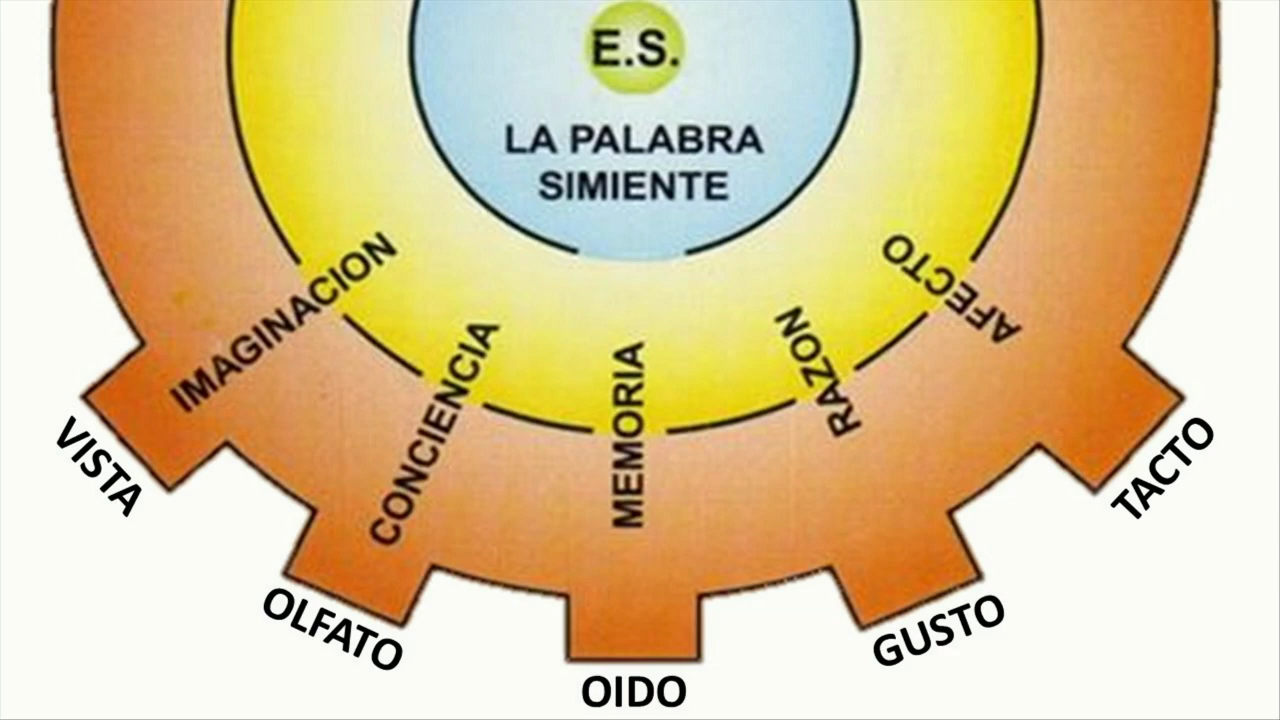 E.S.
LA PALABRA
SIMIENTE
IMAGINACION
CONCIENCIA
MEMORIA
RAZON
AFECTO
VISTA
OLFATO
OIDO
GUSTO
TACTO